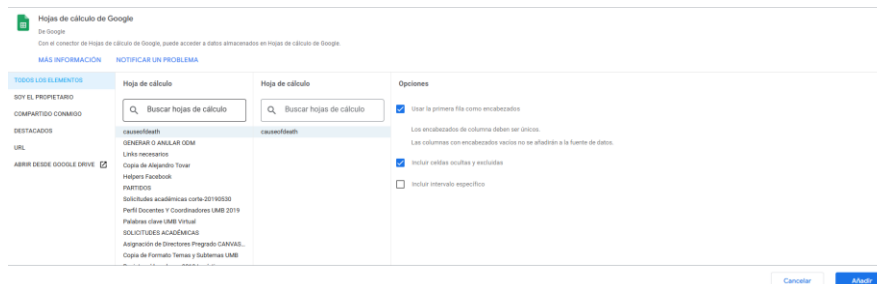 Hojas de cálculo de Google
De Google
Con el conector de Hojas de cálculo de Google, puede acceder a datos almacenados en Hojas de cálculo de Google.
MÁS INFORMACIÓN NOTIFICAR UN PROBLEMA
TODOS LOS ELEMENTOS
SOY EL PROPIETARIO
COMPARTIDO CONMIGO
DESTACADOS
URL
ABRIR DESDE GOOGLE DRIVE
Hoja de cálculo
Buscar hojas de cálculo
causeofdeath
GENERAR O ANULAR ODM
Links necesarios
Copia de Alejandro Tovar
Helpers Facebook
PARTIDOS
Solicitudes académicas corte-20190530
Perfil Docentes Y Coordinadores UMB 2019
Palabras clave UMB Virtual
SOLICITUDES ACADÉMICAS
Asignación de Directores Pregrado CANVAS...
Copia de Formato Temas y Subtemas UMB
Hoja de cálculo
Buscar hojas de cálculo
causeofdeath
Opciones
Usar la primera fila como encabezados
Los encabezados de columna deben ser únicos.
Las columnas con encabezados vacíos no se añadirán a la fuente de datos.
Incluir celdas ocultas y excluidas
Incluir intervalo específico
Cancelar Añadir